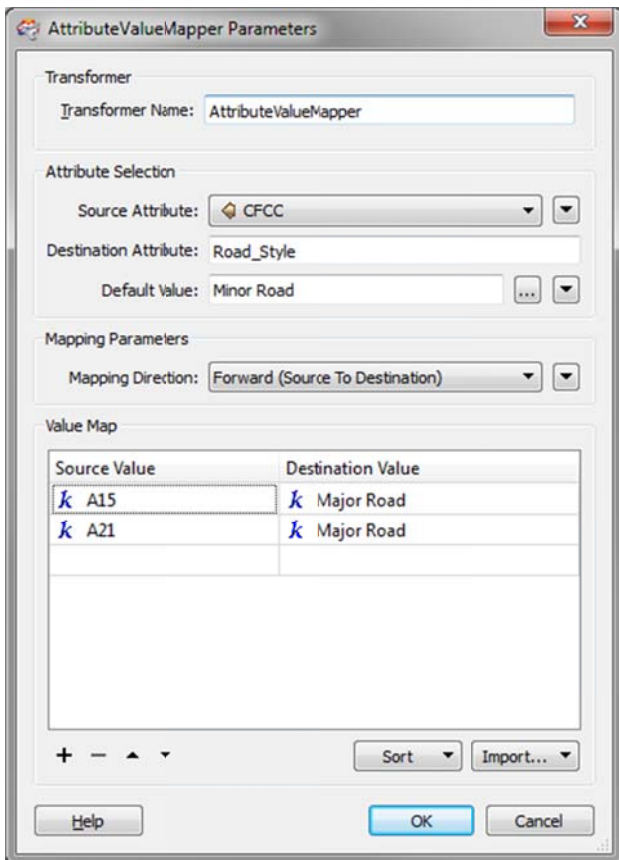 AttributeValueMapper Parameters
Transformer
Transformer Name: AttributeValueMapper
Attribute Selection
Source Attribute: CFCC
Destination Attribute: Road_Style
Default Value: Minor Road ...
Mapping Parameters
Mapping Direction: Forward (Source To Destination)
Value Map
Source Value Destination Value
k A15 k Major Road
k A21 k Major Road
Sort Import...
Help OK Cancel